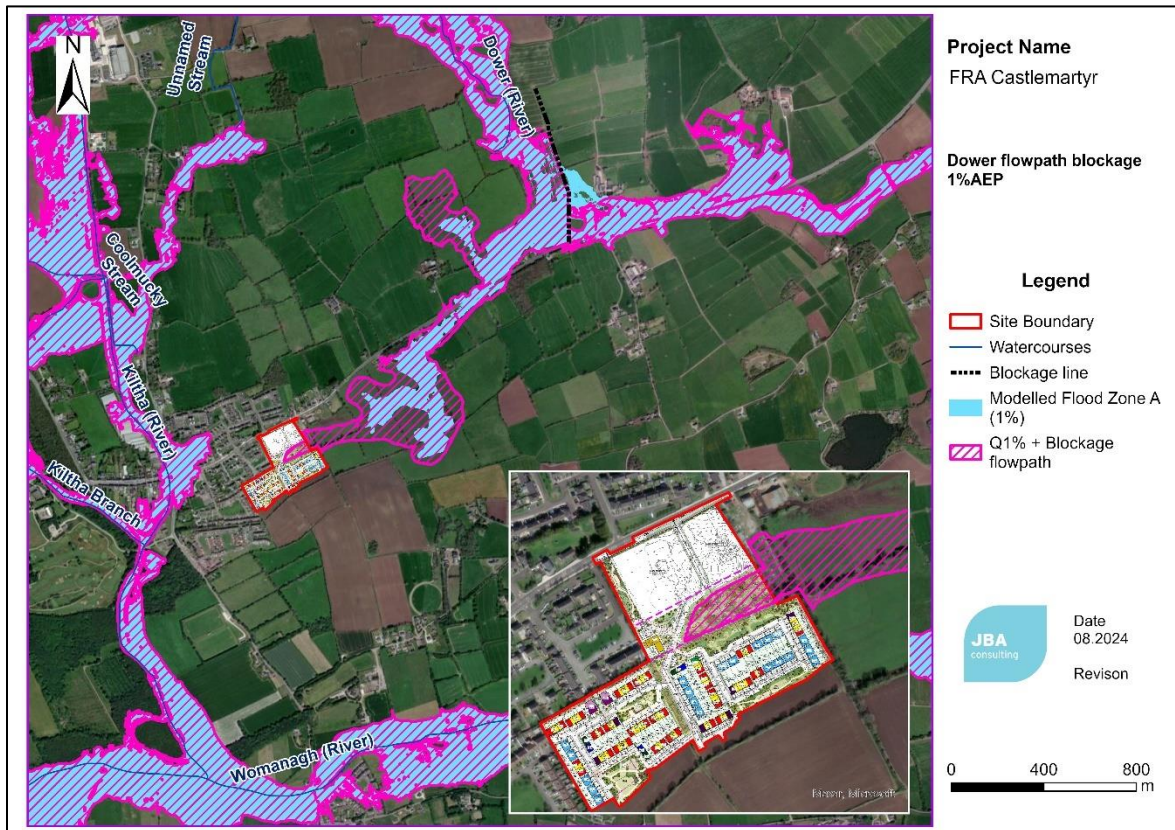 N
Unnamed
Stream
Dower (River)
Coolmucky
Stream
Kiltha (River)
Kiltha Branch
Womanagh (River)
Maxar, Microsoft
Project Name
FRA Castlemartyr
Dower flowpath blockage
1%AEP
Legend
Site Boundary
Watercourses
Blockage line
Modelled Flood Zone A
(1%)
Q1% + Blockage
flowpath
JBA
consulting
Date
08.2024
Revison
0 400 800
m